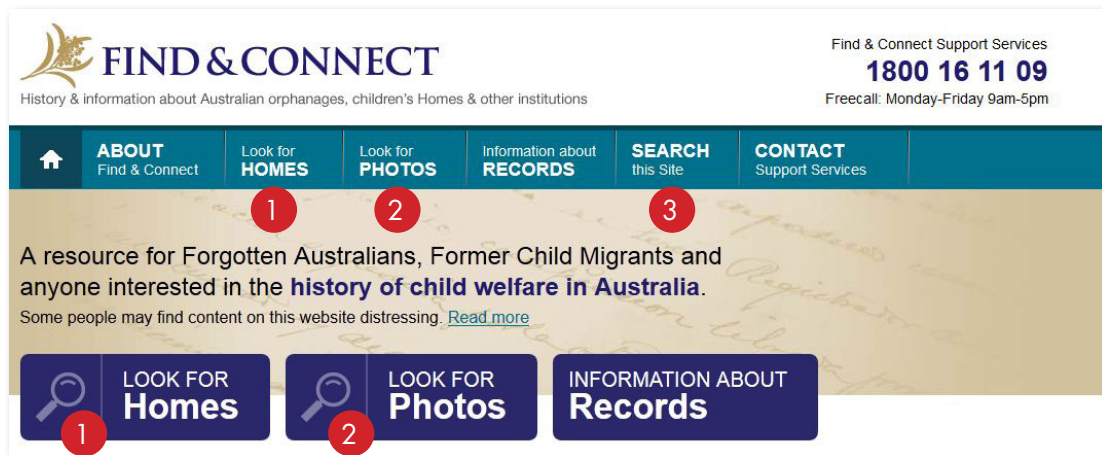 FIND & CONNECT
History & information about Australian orphanages, children's Homes & other institutions
Find & Connect Support Services
1800 16 11 09
Freecall: Monday-Friday 9am-5pm
ABOUT
Find & Connect
Look for
HOMES
Look for
PHOTOS
Information about
RECORDS
SEARCH
this Site
CONTACT
Support Services
1
2
3
A resource for Forgotten Australians, Former Child Migrants and
anyone interested in the history of child welfare in Australia.
Some people may find content on this website distressing. Read more
LOOK FOR
Homes
1
LOOK FOR
Photos
2
INFORMATION ABOUT
Records